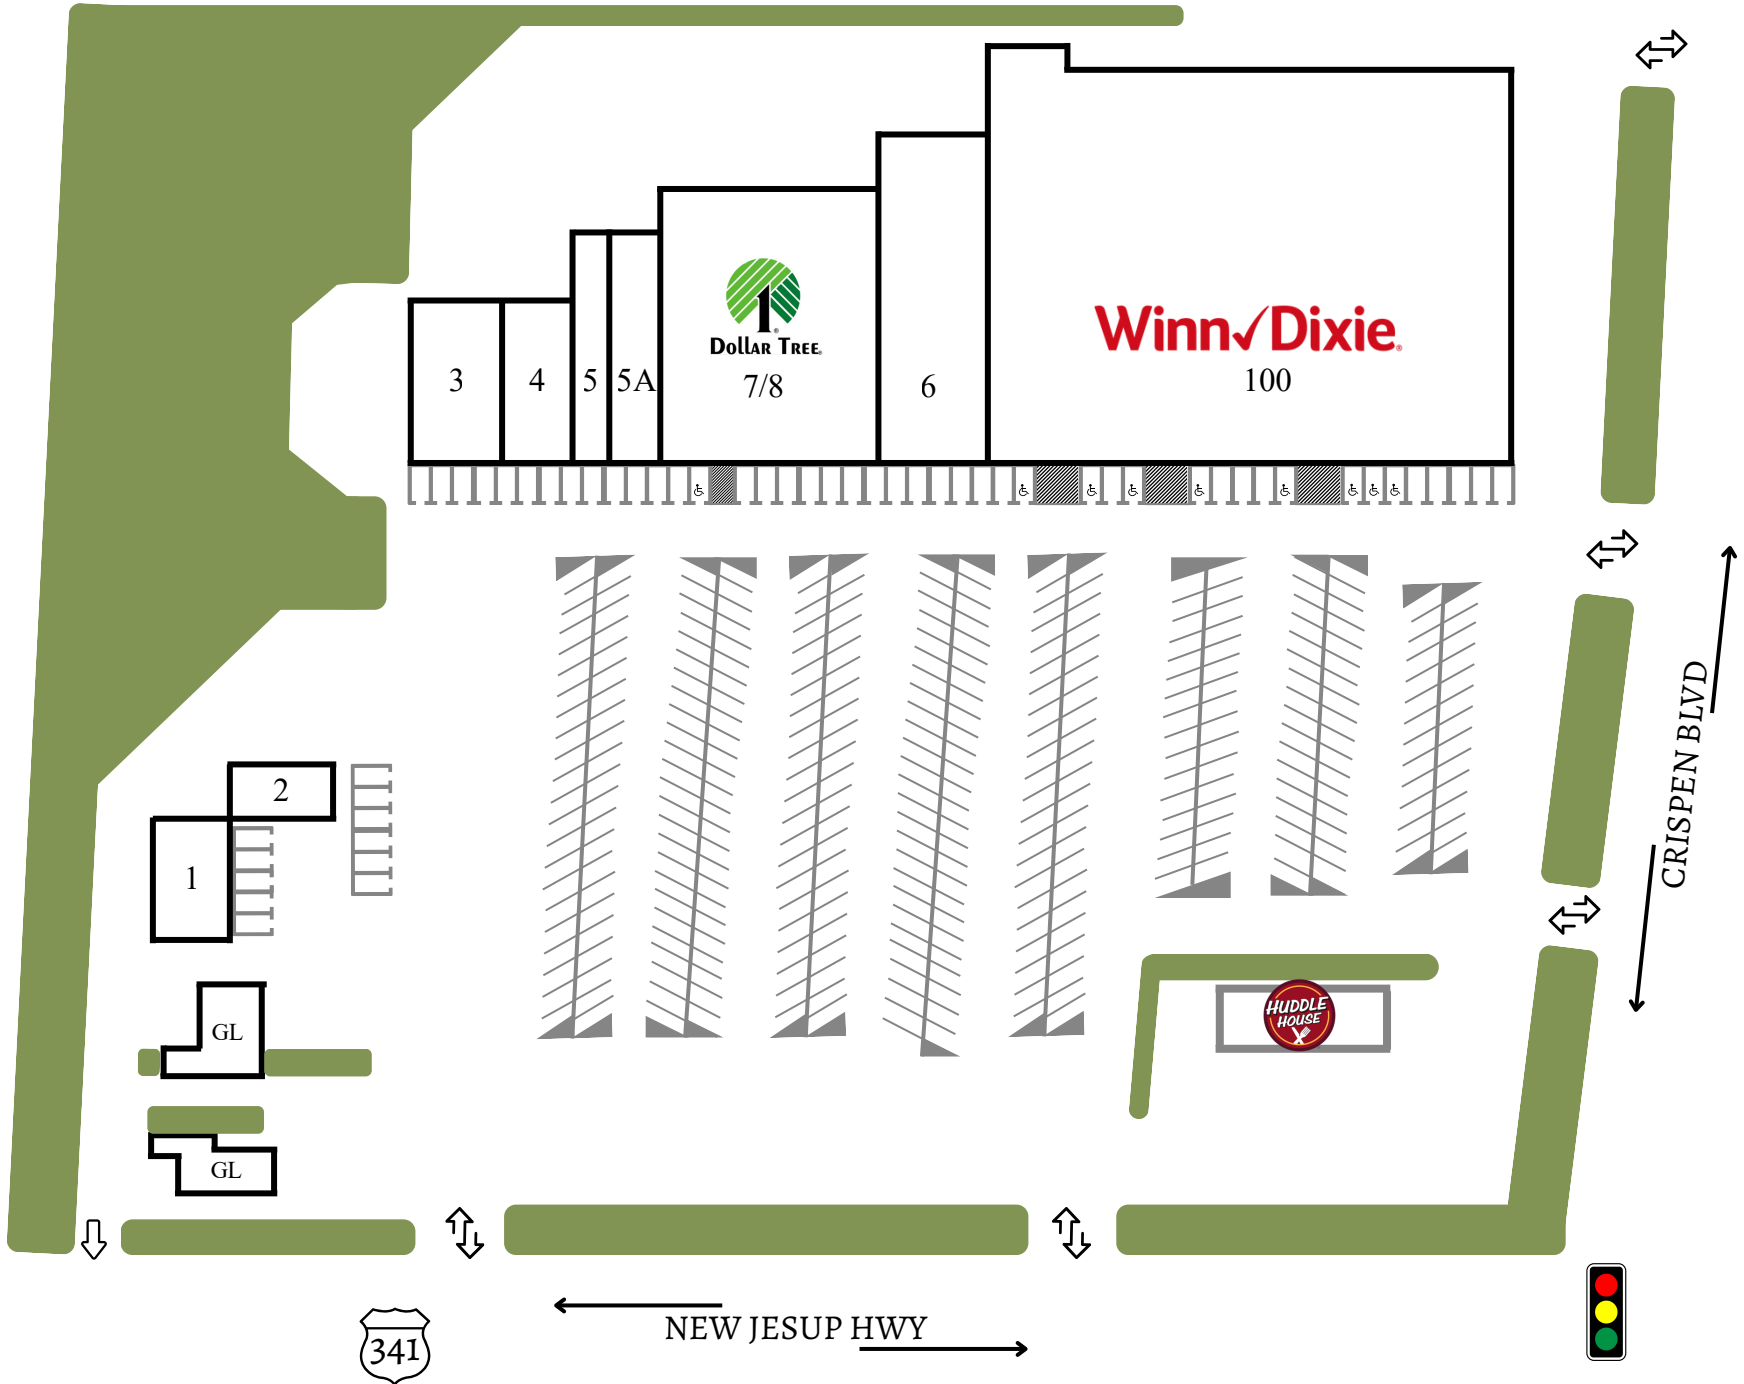 Winn Dixie
100
DOLLAR TREE
7/8
6
3
4
5
5A
2
1
GL
GL
HUDDLE
HOUSE
CRISPEN BLVD
NEW JESUP HWY
341